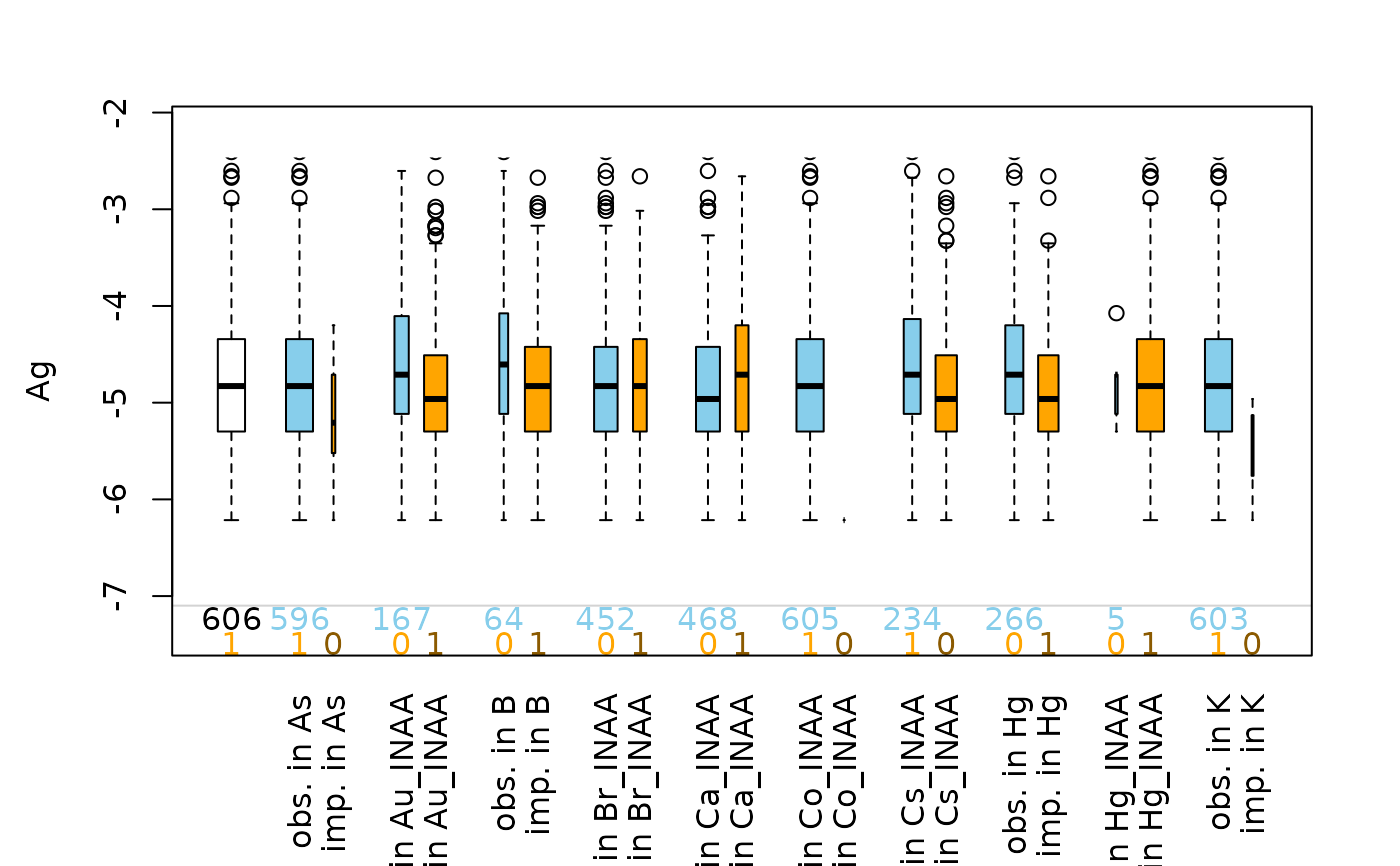 Ag
-2
-3
-4
-5
-6
-7
606 596 167 64 452 468 605 234 266 5 603
1 1 0 0 1 0 1 0 1 0 1 1 0 1 0 0 1 0 1 1 0
obs. in As
imp. in As
in Au_INAA
in Au_INAA
obs. in B
imp. in B
in Br_INAA
in Br_INAA
in Ca_INAA
in Ca_INAA
in Co_INAA
in Co_INAA
in Cs_INAA
in Cs_INAA
obs. in Hg
imp. in Hg
in Hg_INAA
in Hg_INAA
obs. in K
imp. in K